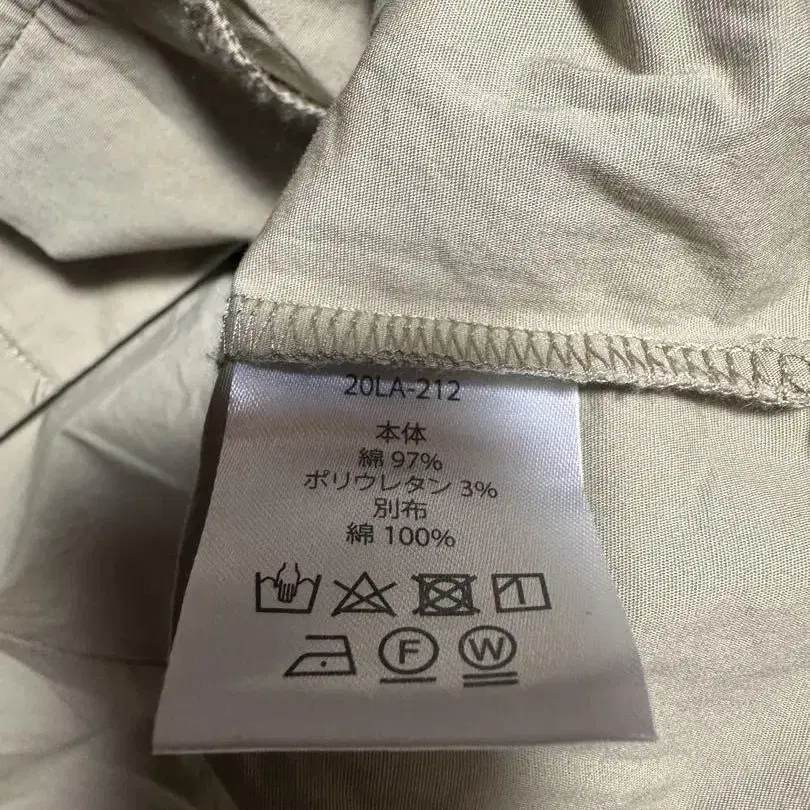 20LA-212
本体
綿 97%
ポリウレタン 3%
別布
綿 100%
F W